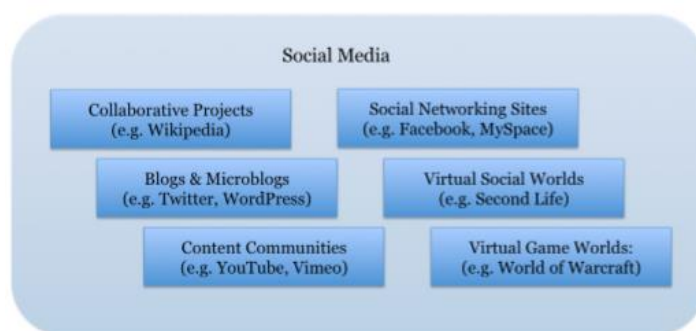 Social Media
Collaborative Projects
(e.g. Wikipedia)
Social Networking Sites
(e.g. Facebook, MySpace)
Blogs & Microblogs
(e.g. Twitter, WordPress)
Virtual Social Worlds
(e.g. Second Life)
Content Communities
(e.g. YouTube, Vimeo)
Virtual Game Worlds:
(e.g. World of Warcraft)